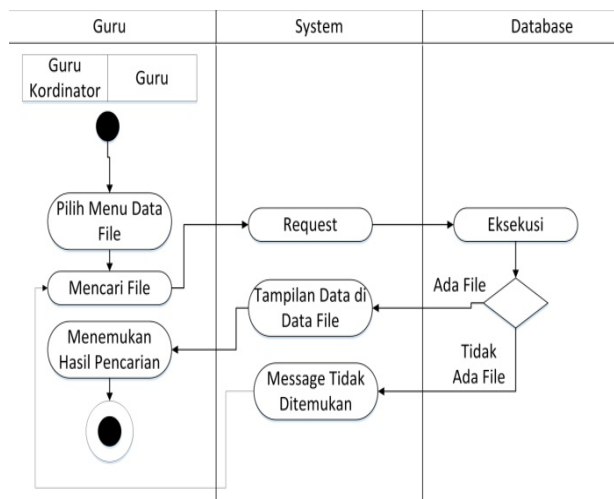 Guru
System
Database
Guru
Kordinator
Guru
Pilih Menu Data
File
Request
Eksekusi
Mencari File
Tampilan Data di
Data File
Ada File
Menemukan
Hasil Pencarian
Tidak
Ada File
Message Tidak
Ditemukan